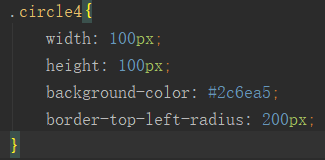 .circle4{
    width: 100px;
    height: 100px;
    background-color: #2c6ea5;
    border-top-left-radius: 200px;
}